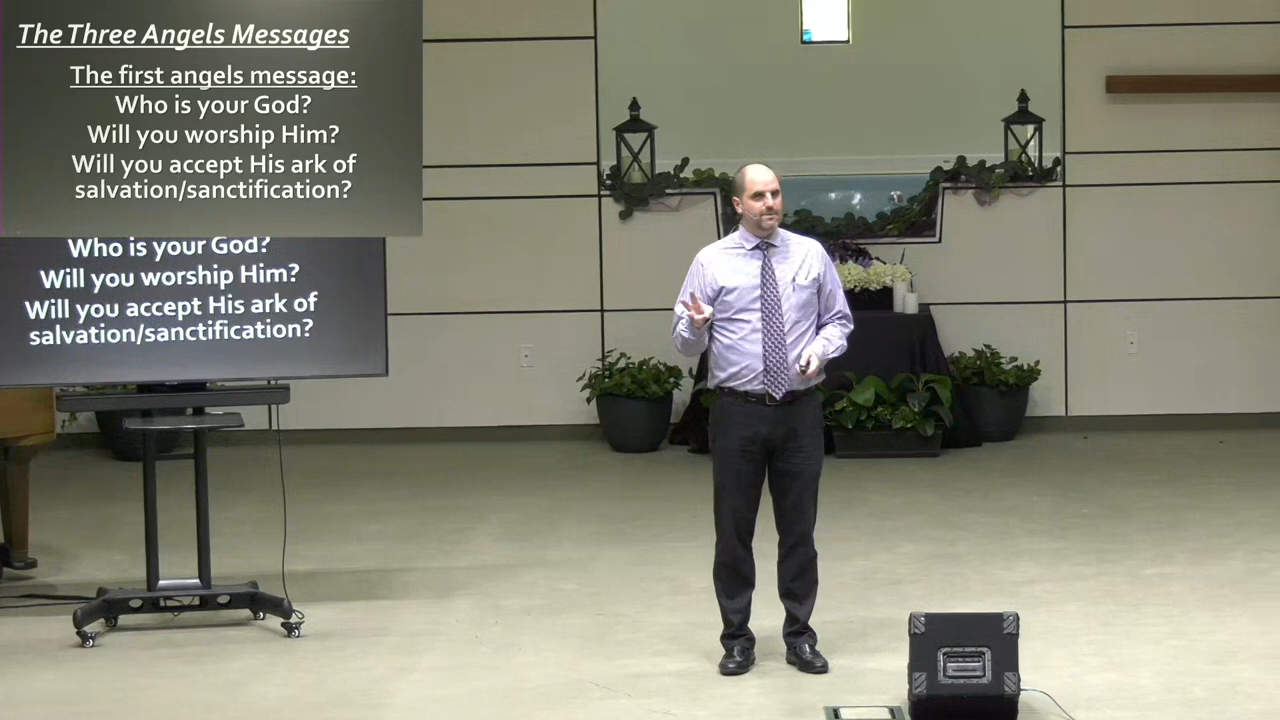 The Three Angels Messages
The first angels message:
Who is your God?
Will you worship Him?
Will you accept His ark of
salvation/sanctification?
Who is your God?
Will you worship Him?
Will you accept His ark of
salvation/sanctification?